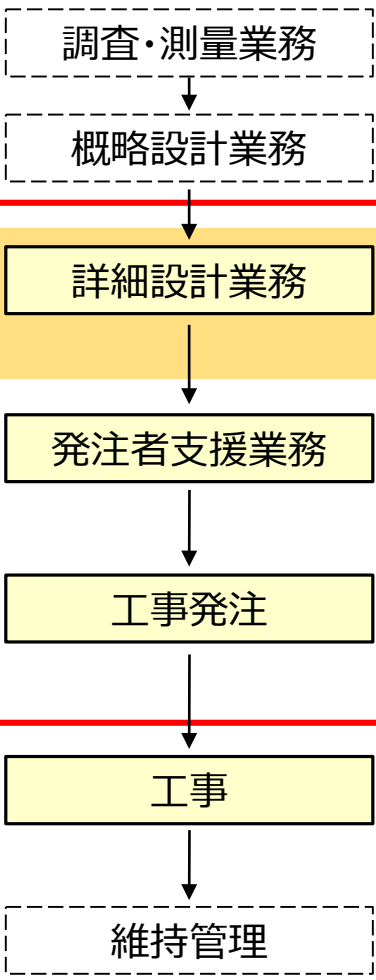 調査・測量業務
概略設計業務
詳細設計業務
発注者支援業務
工事発注
工事
維持管理